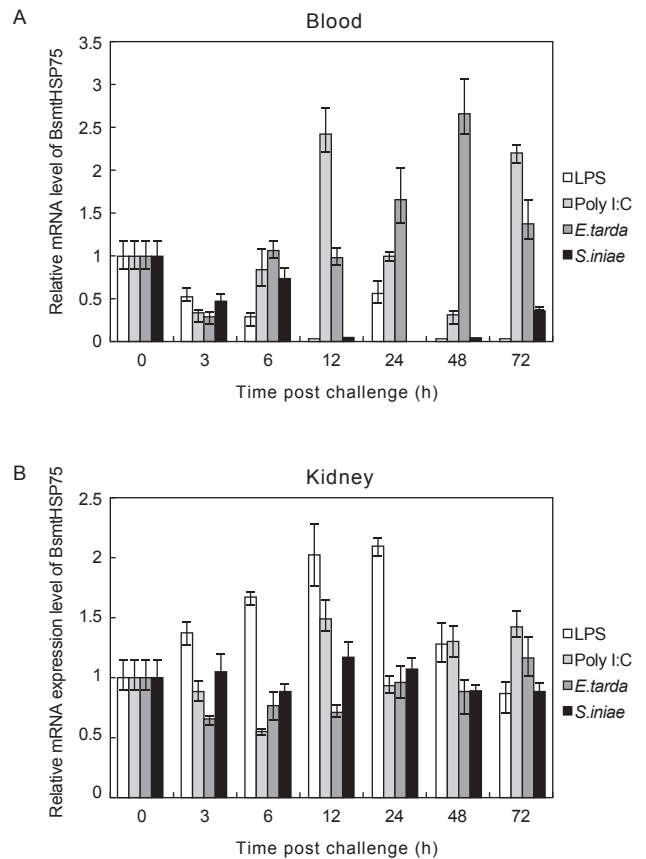 A
Blood
Relative mRNA level of BsmtHSP75
3.5
3
2.5
2
1.5
1
0.5
0
0 3 6 12 24 48 72
Time post challenge (h)
LPS
Poly I:C
E.tarda
S.iniae
B
Kidney
Relative mRNA expression level of BsmtHSP75
2.5
2
1.5
1
0.5
0
0 3 6 12 24 48 72
Time post challenge (h)
LPS
Poly I:C
E.tarda
S.iniae